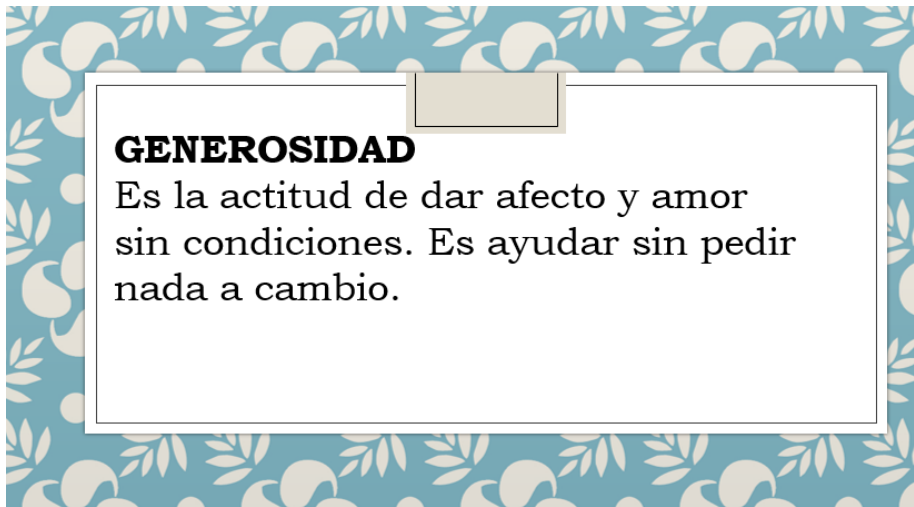 GENEROSIDAD
Es la actitud de dar afecto y amor
sin condiciones. Es ayudar sin pedir
nada a cambio.